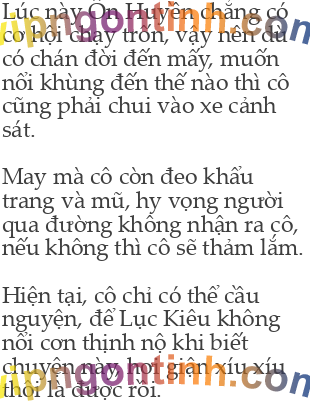 Lúc này Ôn Huyền chẳng có
cơ hội chạy trốn, vậy nên dù
có chán đời đến mấy, muốn
nổi khùng đến thế nào thì cô
cũng phải chui vào xe cảnh
sát.
May mà cô còn đeo khẩu
trang và mũ, hy vọng người
qua đường không nhận ra cô,
nếu không thì cô sẽ thảm lắm.
Hiện tại, cô chỉ có thể cầu
nguyện, để Lục Kiêu không
nổi cơn thịnh nộ khi biết
chuyện này, hơi giận xíu xíu
thôi là được rồi.
vipngontinh.com
vipngontinh.com